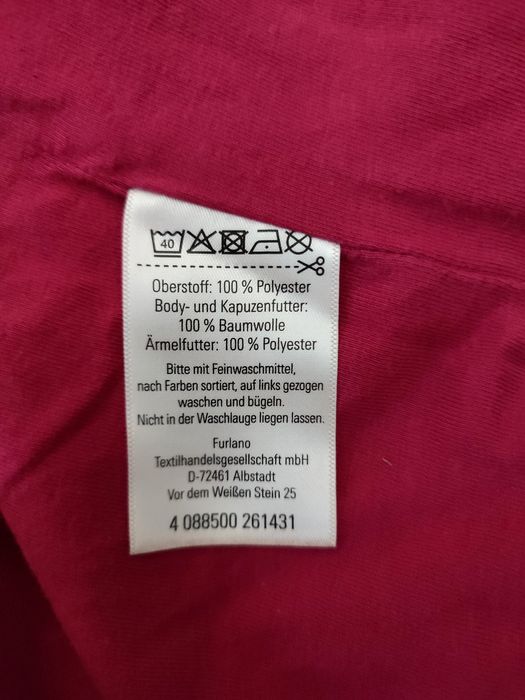 40
Oberstoff: 100 % Polyester
Body- und Kapuzenfutter:
100 % Baumwolle
Ärmelfutter: 100 % Polyester
Bitte mit Feinwaschmittel,
nach Farben sortiert, auf links gezogen
waschen und bügeln.
Nicht in der Waschlauge liegen lassen.
Furlano
Textilhandelsgesellschaft mbH
D-72461 Albstadt
Vor dem Weißen Stein 25
4 088500 261431